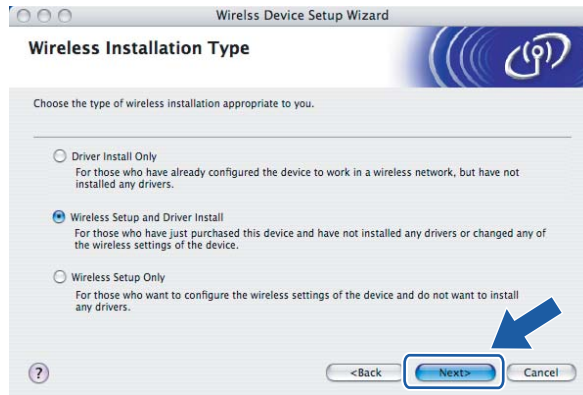 Wirelss Device Setup Wizard
Wireless Installation Type
Choose the type of wireless installation appropriate to you.
Driver Install Only
For those who have already configured the device to work in a wireless network, but have not
installed any drivers.
Wireless Setup and Driver Install
For those who have just purchased this device and have not installed any drivers or changed any of
the wireless settings of the device.
Wireless Setup Only
For those who want to configure the wireless settings of the device and do not want to install
any drivers.
? <Back Next> Cancel